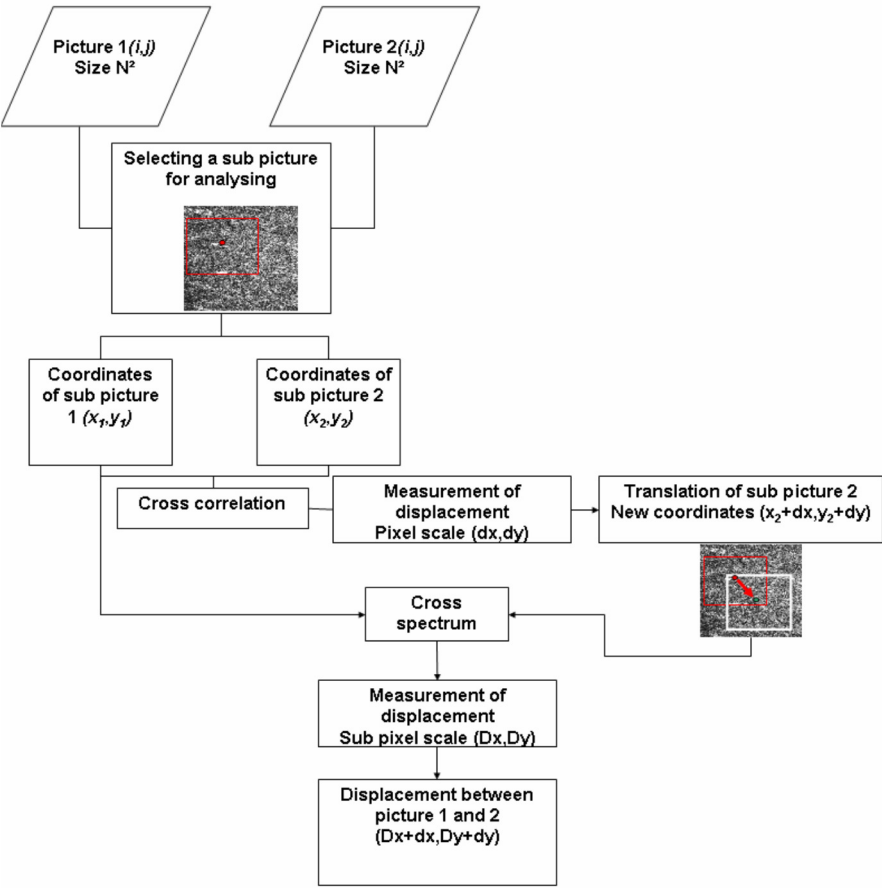 Picture 1(i,j)
Size N²
Picture 2(i,j)
Size N²
Selecting a sub picture
for analysing
Coordinates
of sub picture
1 (x₁,y₁)
Coordinates of
sub picture 2
(x₂,y₂)
Cross correlation
Measurement of
displacement
Pixel scale (dx,dy)
Translation of sub picture 2
New coordinates (x₂+dx,y₂+dy)
Cross
spectrum
Measurement of
displacement
Sub pixel scale (Dx,Dy)
Displacement between
picture 1 and 2
(Dx+dx,Dy+dy)